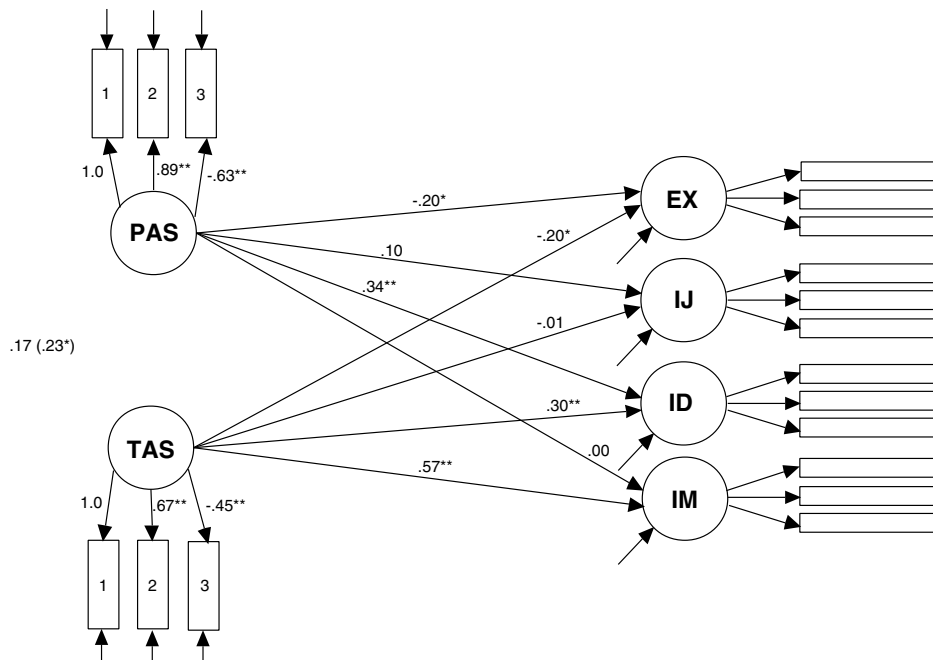 1 2 3
1.0 .89** -.63**
PAS
-.20*
-.20*
.10
.34**
-.01
.30**
.00
.57**
EX
IJ
ID
IM
.17 (.23*)
TAS
1.0 .67** -.45**
1 2 3